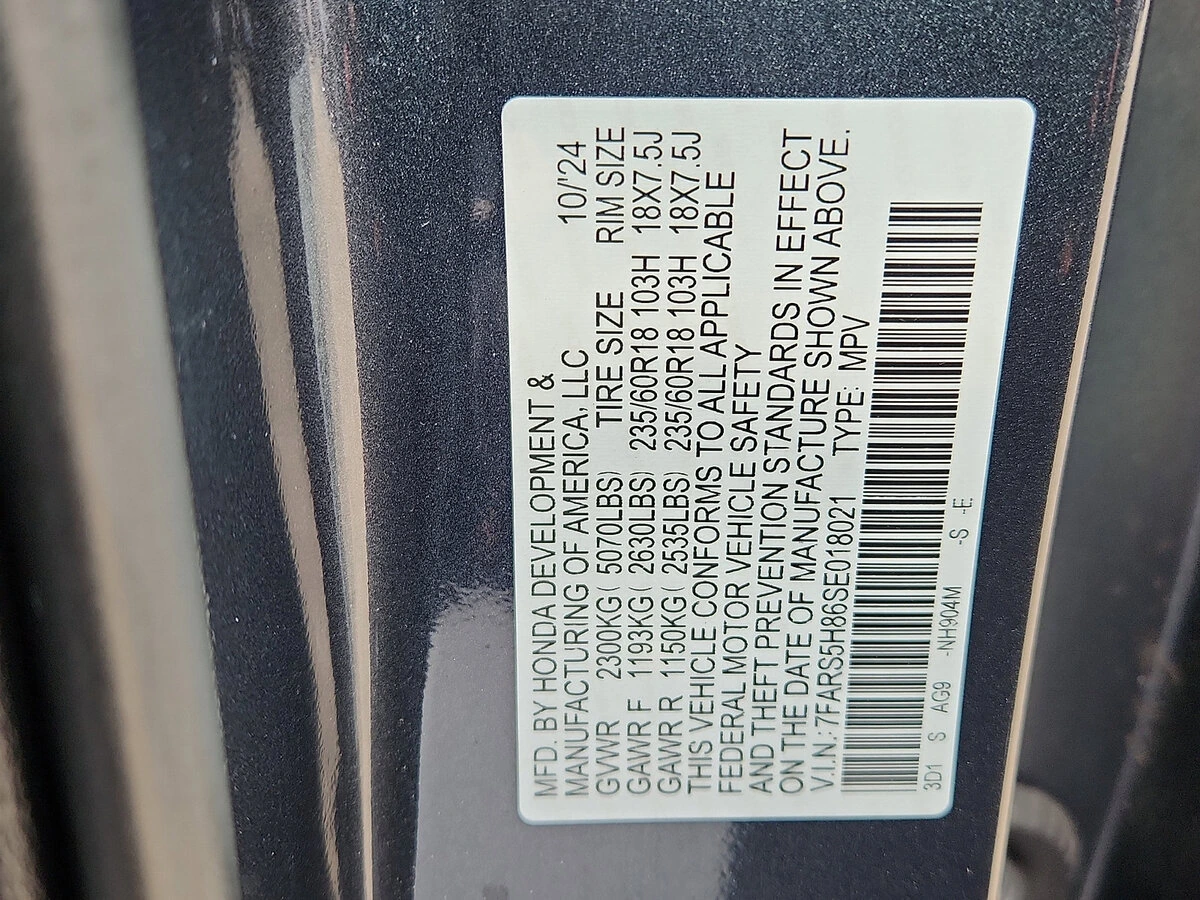 MFD. BY HONDA DEVELOPMENT &
MANUFACTURING OF AMERICA, LLC 10/'24
GVWR 2300KG( 5070LBS) TIRE SIZE RIM SIZE
GAWR F 1193KG( 2630LBS) 235/60R18 103H 18X7.5J
GAWR R 1150KG( 2535LBS) 235/60R18 103H 18X7.5J
THIS VEHICLE CONFORMS TO ALL APPLICABLE
FEDERAL MOTOR VEHICLE SAFETY
AND THEFT PREVENTION STANDARDS IN EFFECT
ON THE DATE OF MANUFACTURE SHOWN ABOVE.
V.I.N.:7FARS5H86SE018021 TYPE: MPV
3D1 S AG9 -NH904M -S -E: